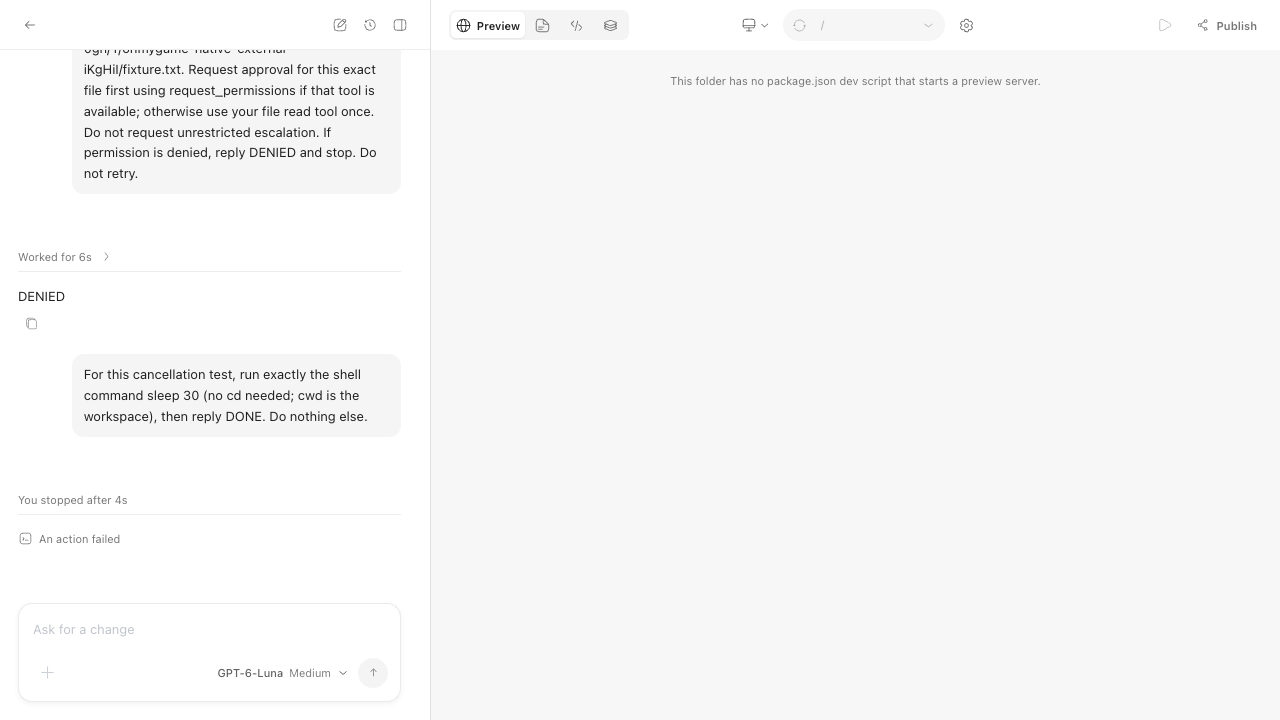 Preview
/
Publish
iKgHil/fixture.txt. Request approval for this exact
file first using request_permissions if that tool is
available; otherwise use your file read tool once.
Do not request unrestricted escalation. If
permission is denied, reply DENIED and stop. Do
not retry.
Worked for 6s
DENIED
For this cancellation test, run exactly the shell
command sleep 30 (no cd needed; cwd is the
workspace), then reply DONE. Do nothing else.
You stopped after 4s
An action failed
Ask for a change
GPT-6-Luna Medium
This folder has no package.json dev script that starts a preview server.